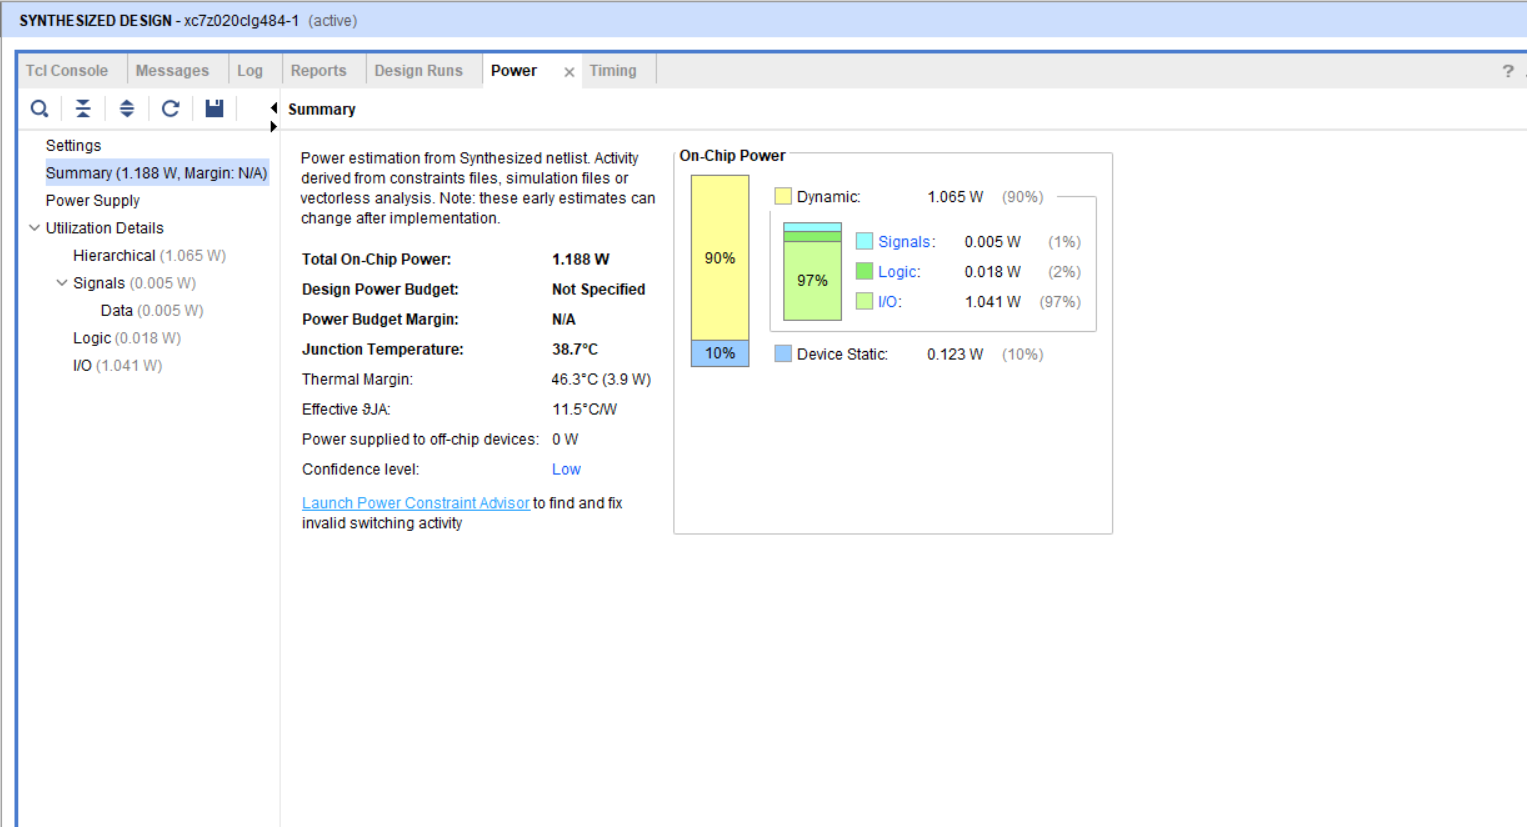 SYNTHESIZED DESIGN - xc7z020clg484-1 (active)
Tcl Console Messages Log Reports Design Runs Power × Timing ?
Summary
Settings
Summary (1.188 W, Margin: N/A)
Power Supply
Utilization Details
Hierarchical (1.065 W)
Signals (0.005 W)
Data (0.005 W)
Logic (0.018 W)
I/O (1.041 W)
Power estimation from Synthesized netlist. Activity
derived from constraints files, simulation files or
vectorless analysis. Note: these early estimates can
change after implementation.
Total On-Chip Power: 1.188 W
Design Power Budget: Not Specified
Power Budget Margin: N/A
Junction Temperature: 38.7°C
Thermal Margin: 46.3°C (3.9 W)
Effective ϑJA: 11.5°C/W
Power supplied to off-chip devices: 0 W
Confidence level: Low
Launch Power Constraint Advisor to find and fix
invalid switching activity
On-Chip Power
90%
10%
Dynamic: 1.065 W (90%)
97%
Signals: 0.005 W (1%)
Logic: 0.018 W (2%)
I/O: 1.041 W (97%)
Device Static: 0.123 W (10%)